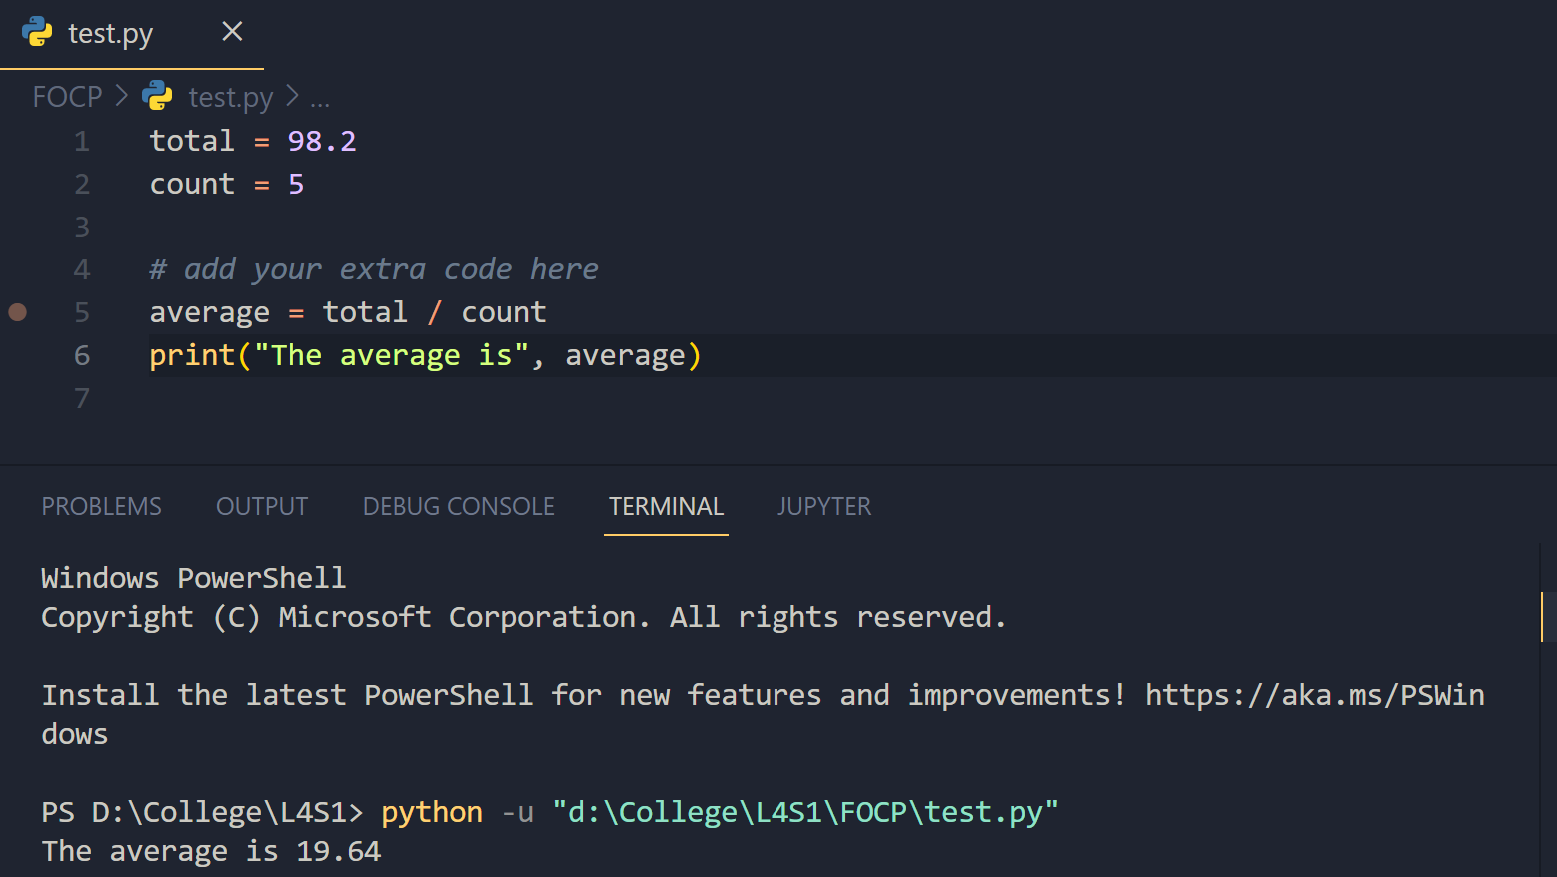 test.py
FOCP > test.py > ...
1 total = 98.2
2 count = 5
3
4 # add your extra code here
5 average = total / count
6 print("The average is", average)
7
PROBLEMS OUTPUT DEBUG CONSOLE TERMINAL JUPYTER
Windows PowerShell
Copyright (C) Microsoft Corporation. All rights reserved.
Install the latest PowerShell for new features and improvements! https://aka.ms/PSWin
dows
PS D:\College\L4S1> python -u "d:\College\L4S1\FOCP\test.py"
The average is 19.64